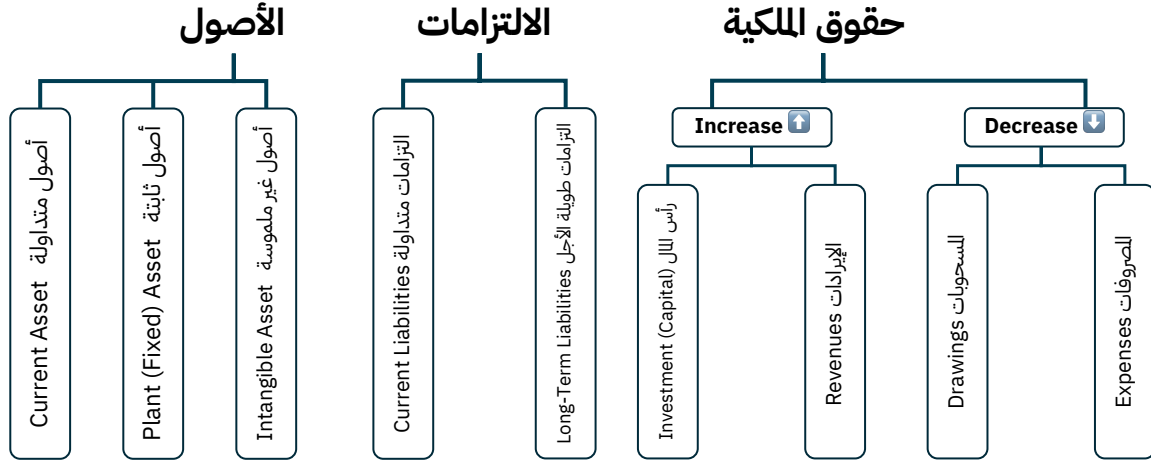 الأصول
الالتزامات
حقوق الملكية
Increase ⬆️
Decrease ⬇️
Current Asset أصول متداولة
Plant (Fixed) Asset أصول ثابتة
Intangible Asset أصول غير ملموسة
Current Liabilities التزامات متداولة
Long-Term Liabilities التزامات طويلة الأجل
Investment (Capital) رأس المال
Revenues الإيرادات
Drawings المسحوبات
Expenses المصروفات